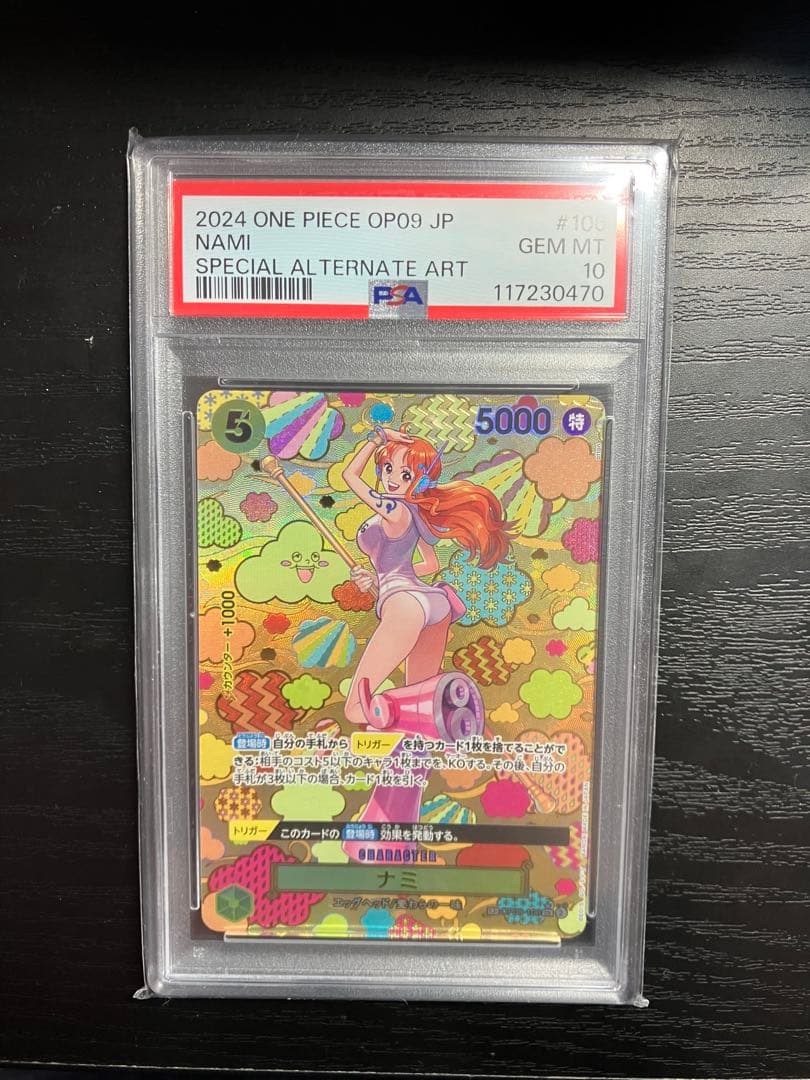 2024 ONE PIECE OP09 JP
NAMI
SPECIAL ALTERNATE ART
#106
GEM MT
10
117230470
PSA
5
5000 特
カウンター +1000
登場時 自分の手札から トリガー を持つカード1枚を捨てることがで
きる:相手のコスト5以下のキャラ1枚までを、KOする。その後、自分の
手札が3枚以下の場合、カード1枚を引く。
トリガー このカードの 登場時 効果を発動する。
CHARACTER
ナミ
エッグヘッド/麦わらの一味